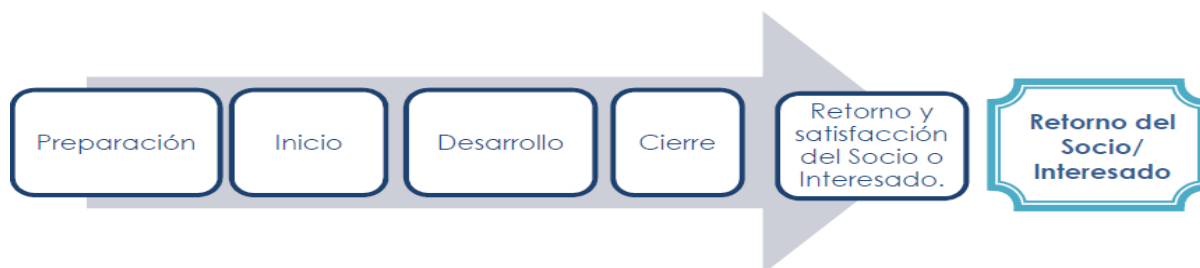 Preparación
Inicio
Desarrollo
Cierre
Retorno y
satisfacción
del Socio o
Interesado.
Retorno del
Socio/
Interesado